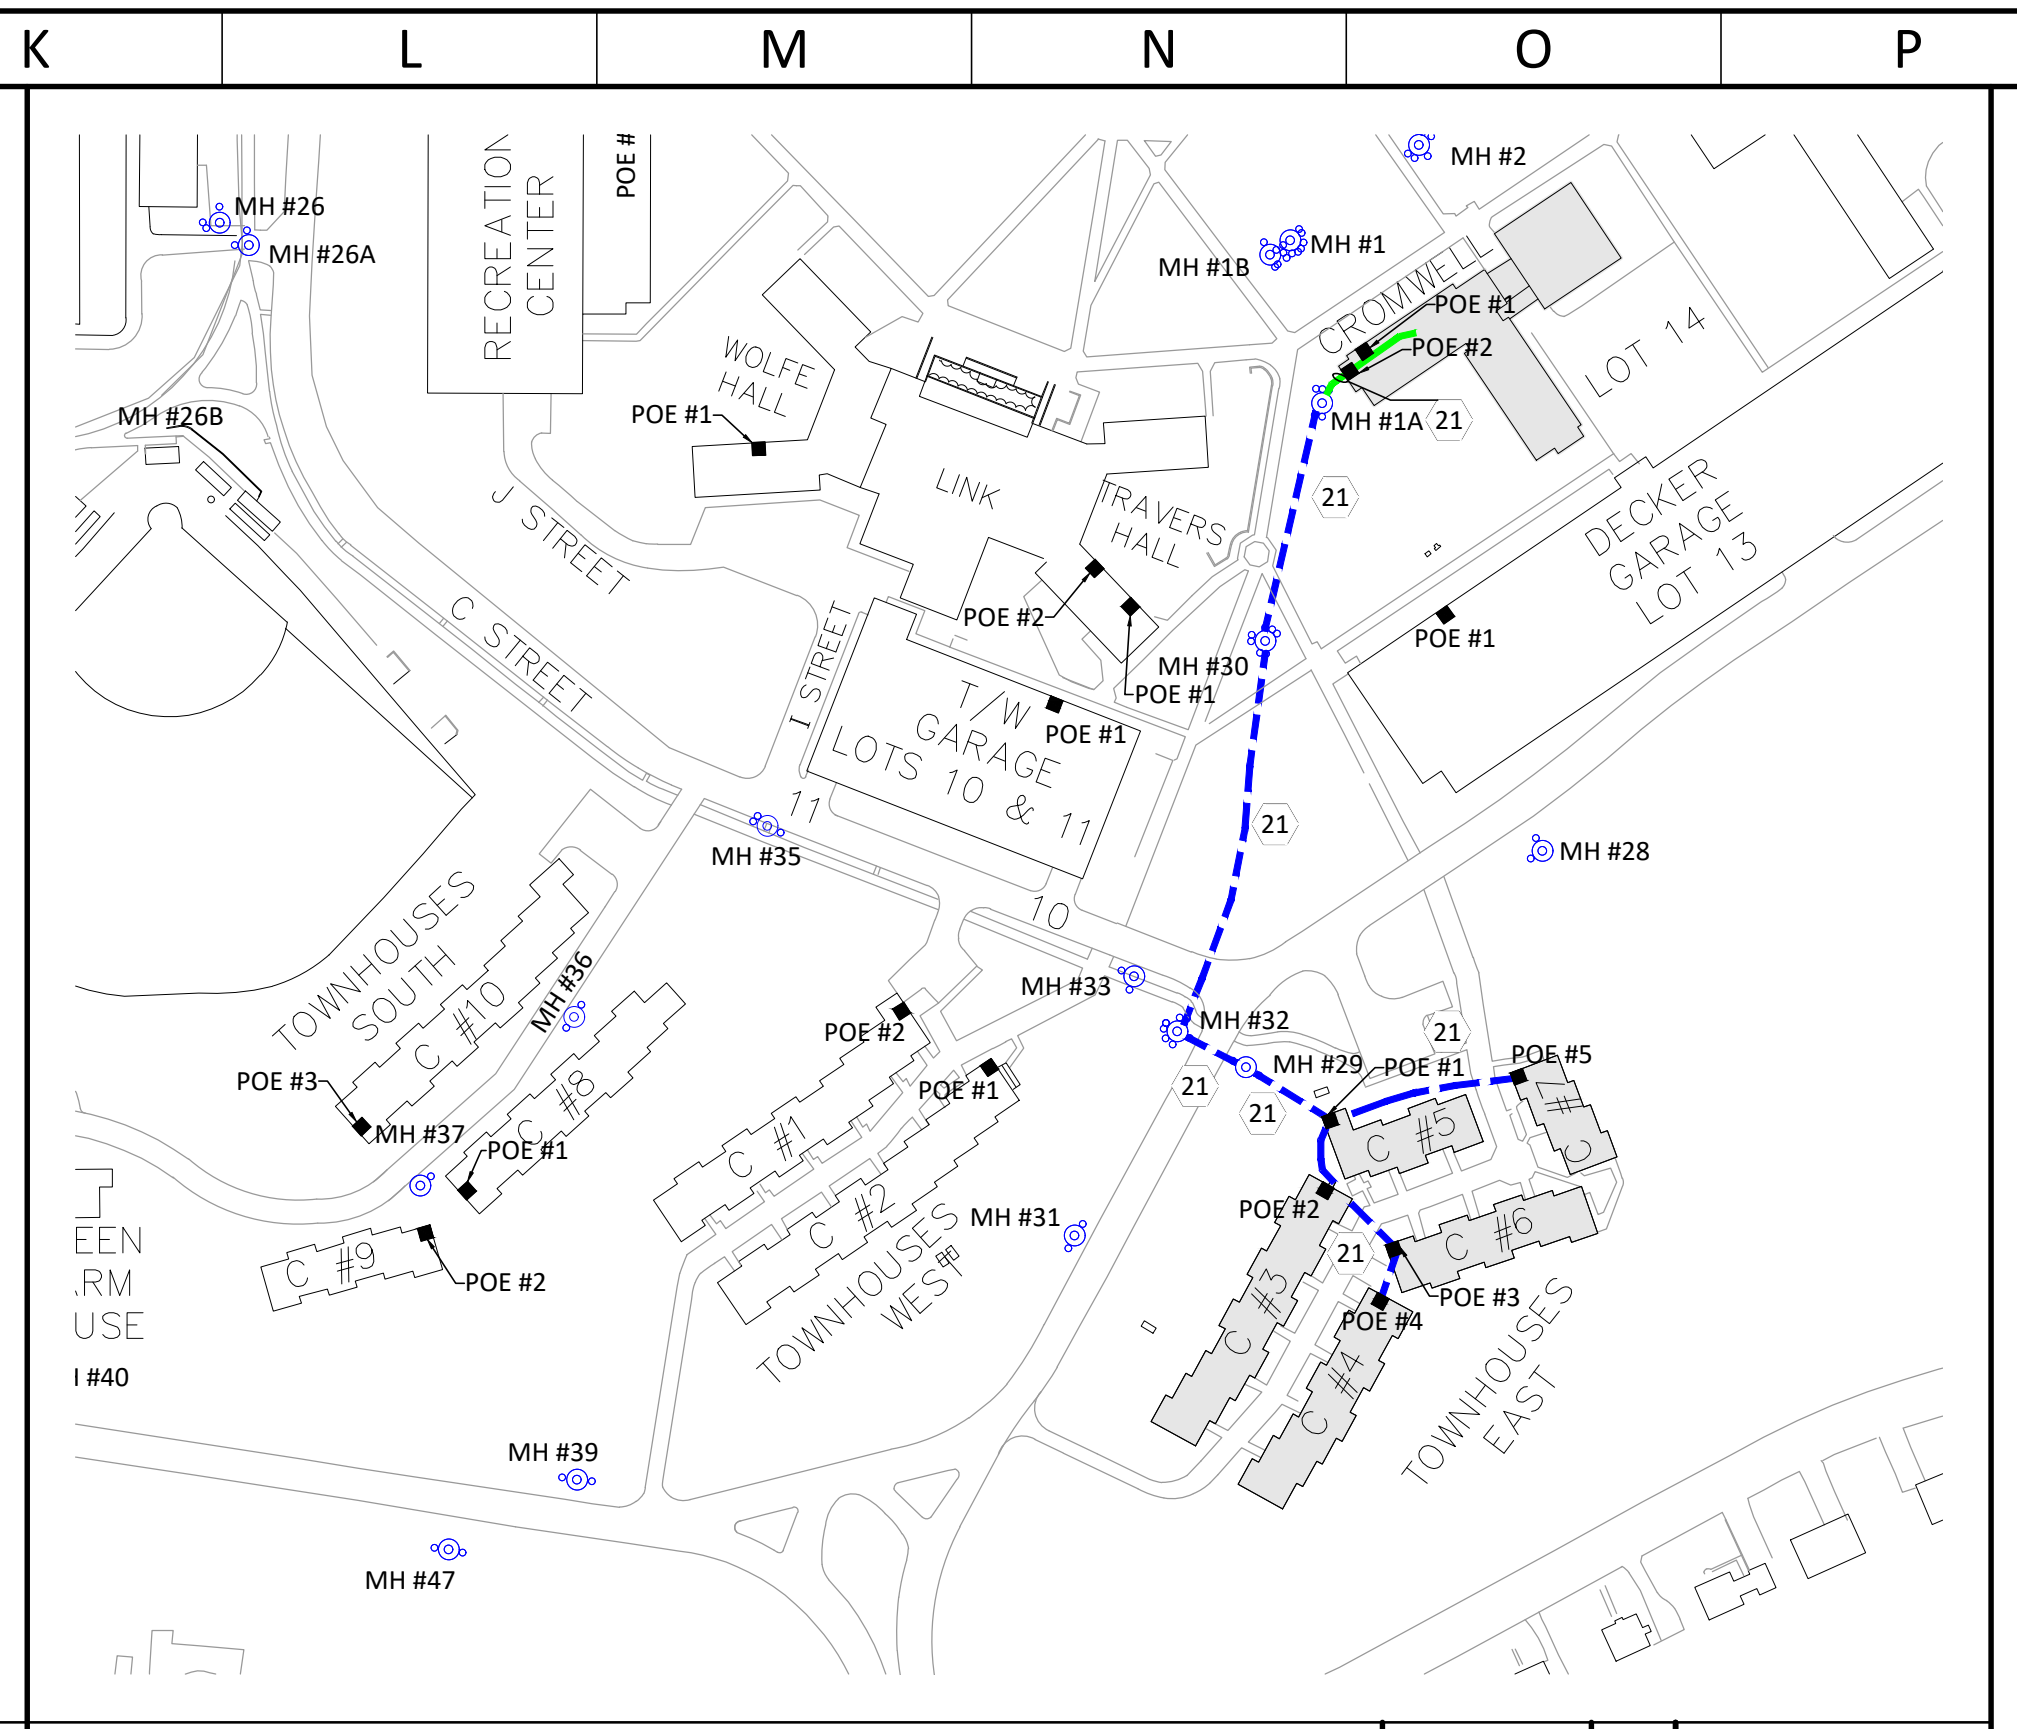 K
L
M
N
O
P
POE #
RECREATION
CENTER
MH #2
MH #26
MH #26A
MH #1
MH #1B
CROMWELL
POE #1
POE #2
LOT 14
WOLFE
HALL
POE #1
MH #26B
MH #1A
21
21
LINK
J STREET
TRAVERS
HALL
DECKER
GARAGE
LOT 13
C STREET
POE #2
POE #1
MH #30
POE #1
I STREET
T/W
GARAGE
LOTS 10 & 11
POE #1
11
MH #35
21
MH #28
10
TOWNHOUSES
SOUTH
C #10
MH #36
MH #33
POE #2
MH #32
21
MH #29
POE #1
POE #5
POE #3
C #8
POE #1
21
21
C #7
MH #37
POE #1
C #1
C #5
C #2
POE #2
MH #31
C #6
21
EEN
RM
USE
C #9
POE #2
TOWNHOUSES
WEST
C #3
POE #3
POE #4
C #4
TOWNHOUSES
EAST
#40
MH #39
MH #47